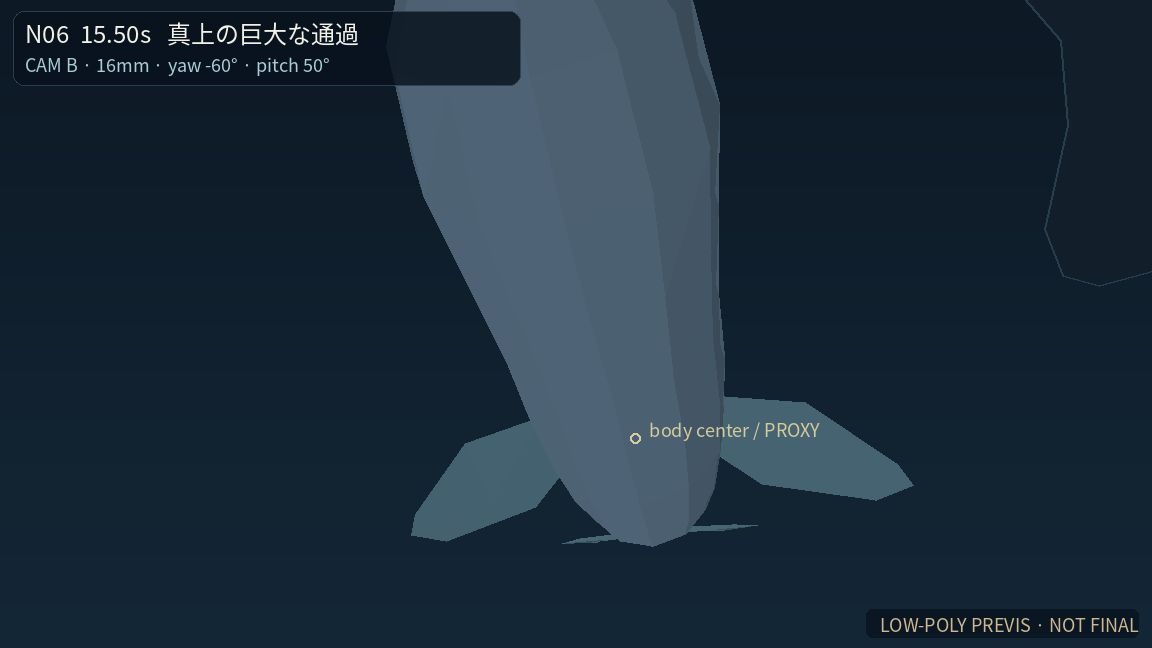 N06 15.50s 真上の巨大な通過
CAM B · 16mm · yaw -60° · pitch 50°
body center / PROXY
LOW-POLY PREVIS · NOT FINAL